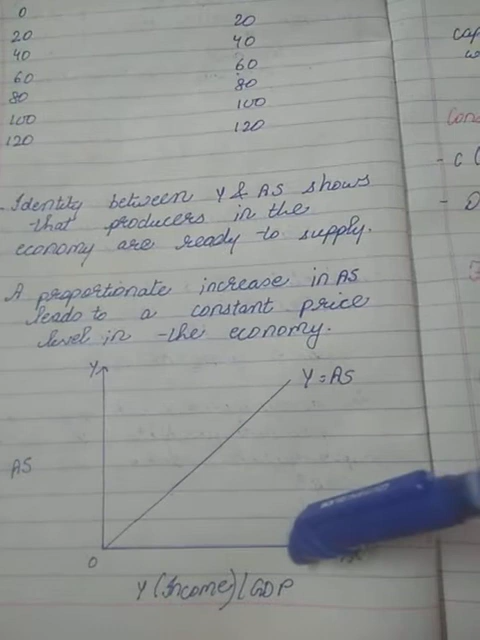 0
20 20
40 40
60 60
80 80
100 100
120 120
- Identity between Y & AS shows
that producers in the
economy are ready to supply.
A proportionate increase in AS
leads to a constant price
level in the economy.
Y
Y = AS
AS
0
Y (Income) / GDP
cap
Con
- C
-